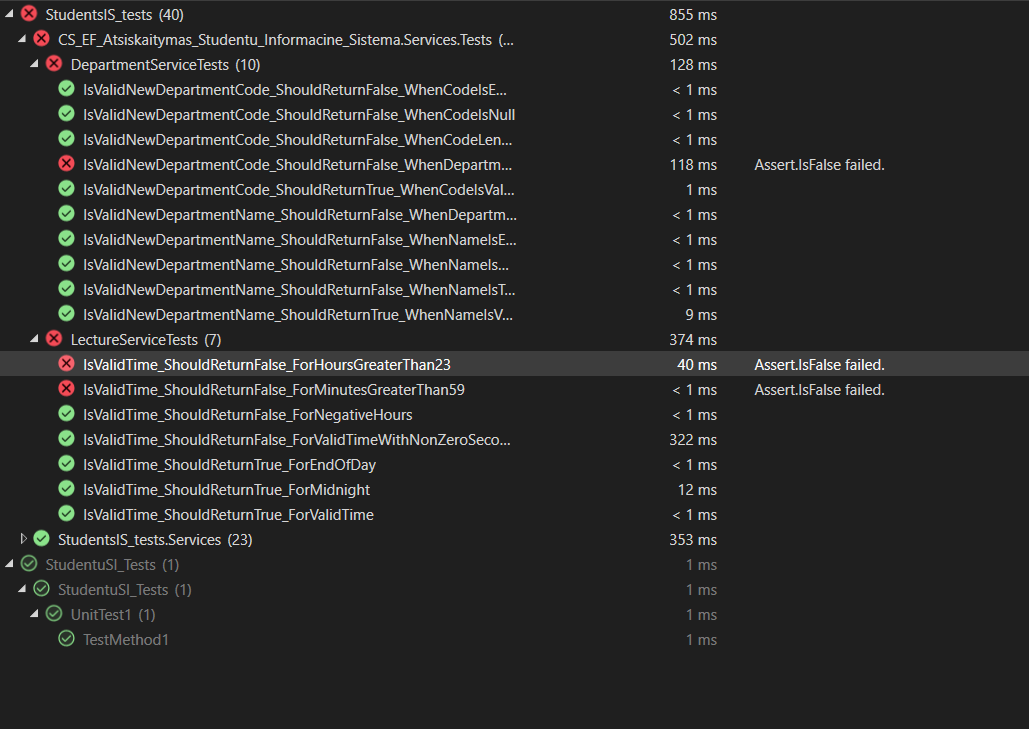 StudentsIS_tests (40) 855 ms
CS_EF_Atsiskaitymas_Studentu_Informacine_Sistema.Services.Tests (... 502 ms
DepartmentServiceTests (10) 128 ms
IsValidNewDepartmentCode_ShouldReturnFalse_WhenCodeIsE... < 1 ms
IsValidNewDepartmentCode_ShouldReturnFalse_WhenCodeIsNull < 1 ms
IsValidNewDepartmentCode_ShouldReturnFalse_WhenCodeLen... < 1 ms
IsValidNewDepartmentCode_ShouldReturnFalse_WhenDepartm... 118 ms Assert.IsFalse failed.
IsValidNewDepartmentCode_ShouldReturnTrue_WhenCodeIsVal... 1 ms
IsValidNewDepartmentName_ShouldReturnFalse_WhenDepartm... < 1 ms
IsValidNewDepartmentName_ShouldReturnFalse_WhenNameIsE... < 1 ms
IsValidNewDepartmentName_ShouldReturnFalse_WhenNameIs... < 1 ms
IsValidNewDepartmentName_ShouldReturnFalse_WhenNameIsT... < 1 ms
IsValidNewDepartmentName_ShouldReturnTrue_WhenNameIsV... 9 ms
LectureServiceTests (7) 374 ms
IsValidTime_ShouldReturnFalse_ForHoursGreaterThan23 40 ms Assert.IsFalse failed.
IsValidTime_ShouldReturnFalse_ForMinutesGreaterThan59 < 1 ms Assert.IsFalse failed.
IsValidTime_ShouldReturnFalse_ForNegativeHours < 1 ms
IsValidTime_ShouldReturnFalse_ForValidTimeWithNonZeroSeco... 322 ms
IsValidTime_ShouldReturnTrue_ForEndOfDay < 1 ms
IsValidTime_ShouldReturnTrue_ForMidnight 12 ms
IsValidTime_ShouldReturnTrue_ForValidTime < 1 ms
StudentsIS_tests.Services (23) 353 ms
StudentuSI_Tests (1) 1 ms
StudentuSI_Tests (1) 1 ms
UnitTest1 (1) 1 ms
TestMethod1 1 ms